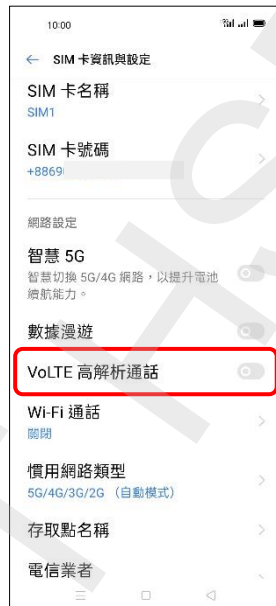 10:00
← SIM 卡資訊與設定
SIM 卡名稱
SIM1
SIM 卡號碼
+8869
網路設定
智慧 5G
智慧切換 5G/4G 網路，以提升電池
續航能力。
數據漫遊
VoLTE 高解析通話
Wi-Fi 通話
關閉
慣用網路類型
5G/4G/3G/2G （自動模式）
存取點名稱
電信業者